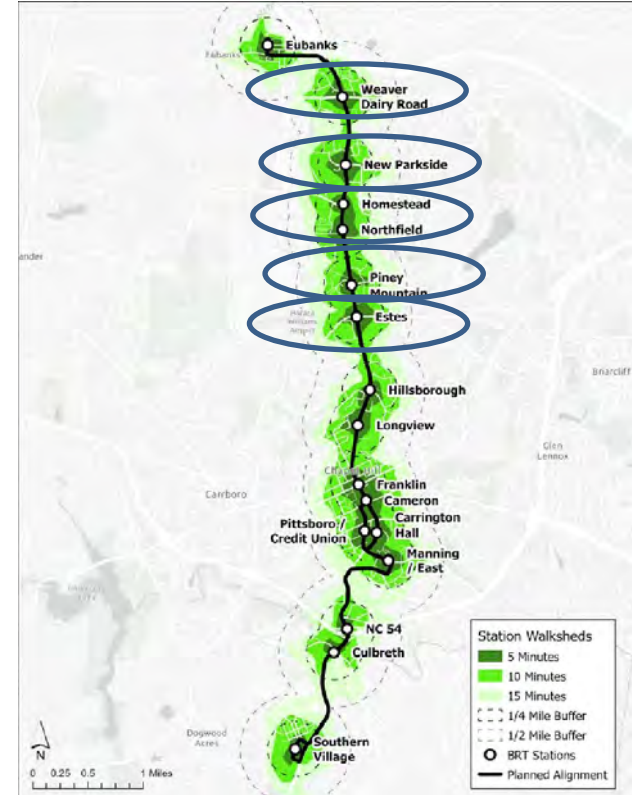 Eubanks
Eubanks
Weaver
Dairy Road
New Parkside
Homestead
Northfield
ander
Piney
Mountain
Estes
Briarcliff
Hillsborough
Longview
Glen
Lennox
Chapel Hill
Franklin
Carrboro
Cameron
Carrington
Hall
Pittsboro /
Credit Union
Manning
/ East
NC 54
Culbreth
Dogwood
Acres
Southern
Village
N
0 0.25 0.5 1 Miles
Station Walksheds
5 Minutes
10 Minutes
15 Minutes
1/4 Mile Buffer
1/2 Mile Buffer
BRT Stations
Planned Alignment